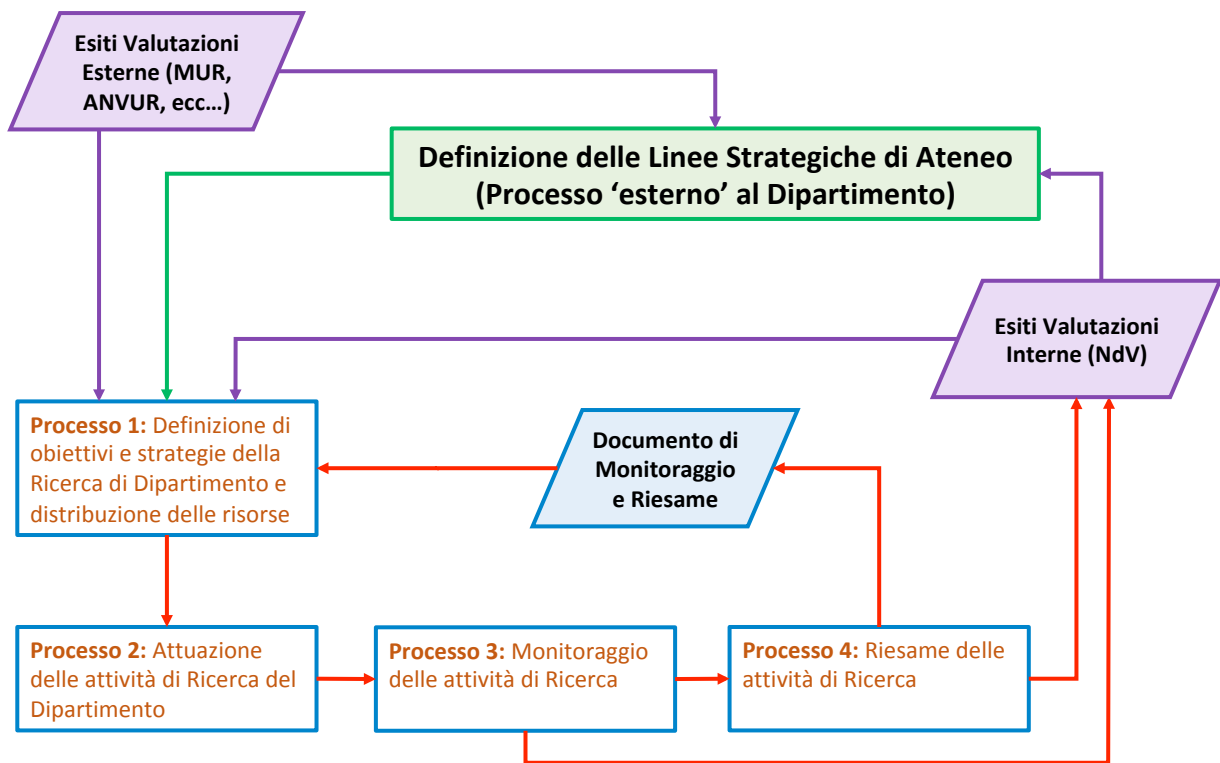 Esiti Valutazioni
Esterne (MUR,
ANVUR, ecc…)
Definizione delle Linee Strategiche di Ateneo
(Processo ‘esterno’ al Dipartimento)
Esiti Valutazioni
Interne (NdV)
Processo 1: Definizione di
obiettivi e strategie della
Ricerca di Dipartimento e
distribuzione delle risorse
Documento di
Monitoraggio
e Riesame
Processo 2: Attuazione
delle attività di Ricerca del
Dipartimento
Processo 3: Monitoraggio
delle attività di Ricerca
Processo 4: Riesame delle
attività di Ricerca